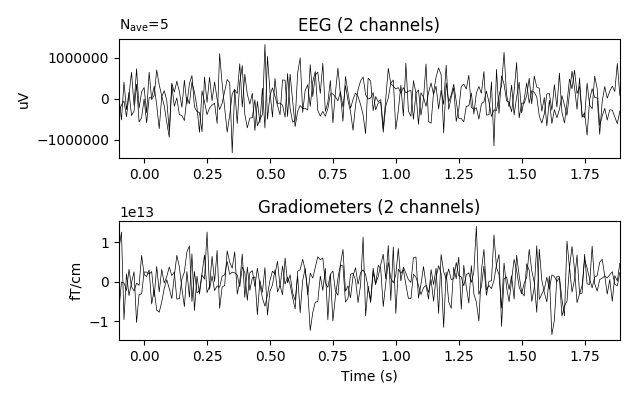 N_ave=5
EEG (2 channels)
1000000
0
−1000000
uV
0.00 0.25 0.50 0.75 1.00 1.25 1.50 1.75
1e13
Gradiometers (2 channels)
1
0
−1
fT/cm
0.00 0.25 0.50 0.75 1.00 1.25 1.50 1.75
Time (s)